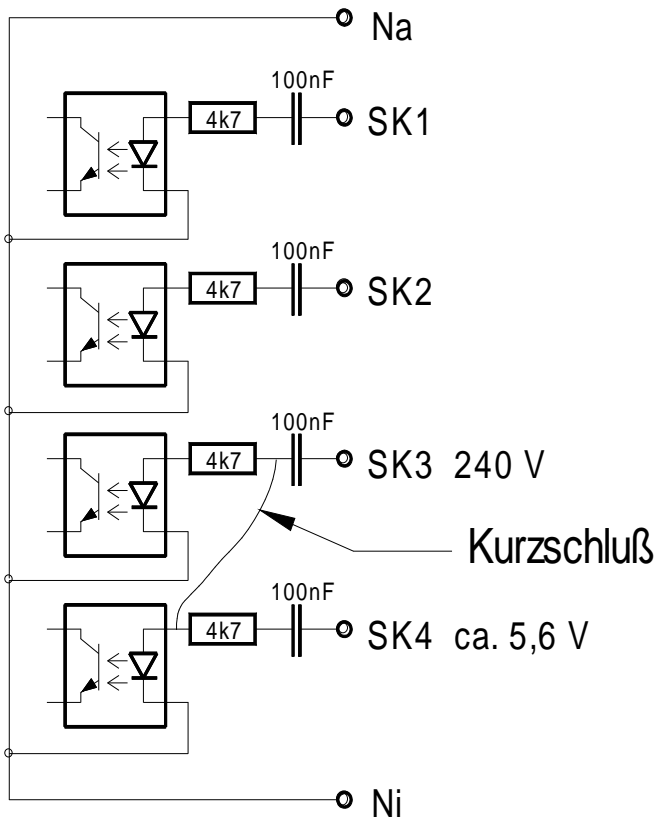 Na
100nF
4k7
SK1
100nF
4k7
SK2
100nF
4k7
SK3 240 V
Kurzschluß
100nF
4k7
SK4 ca. 5,6 V
Ni